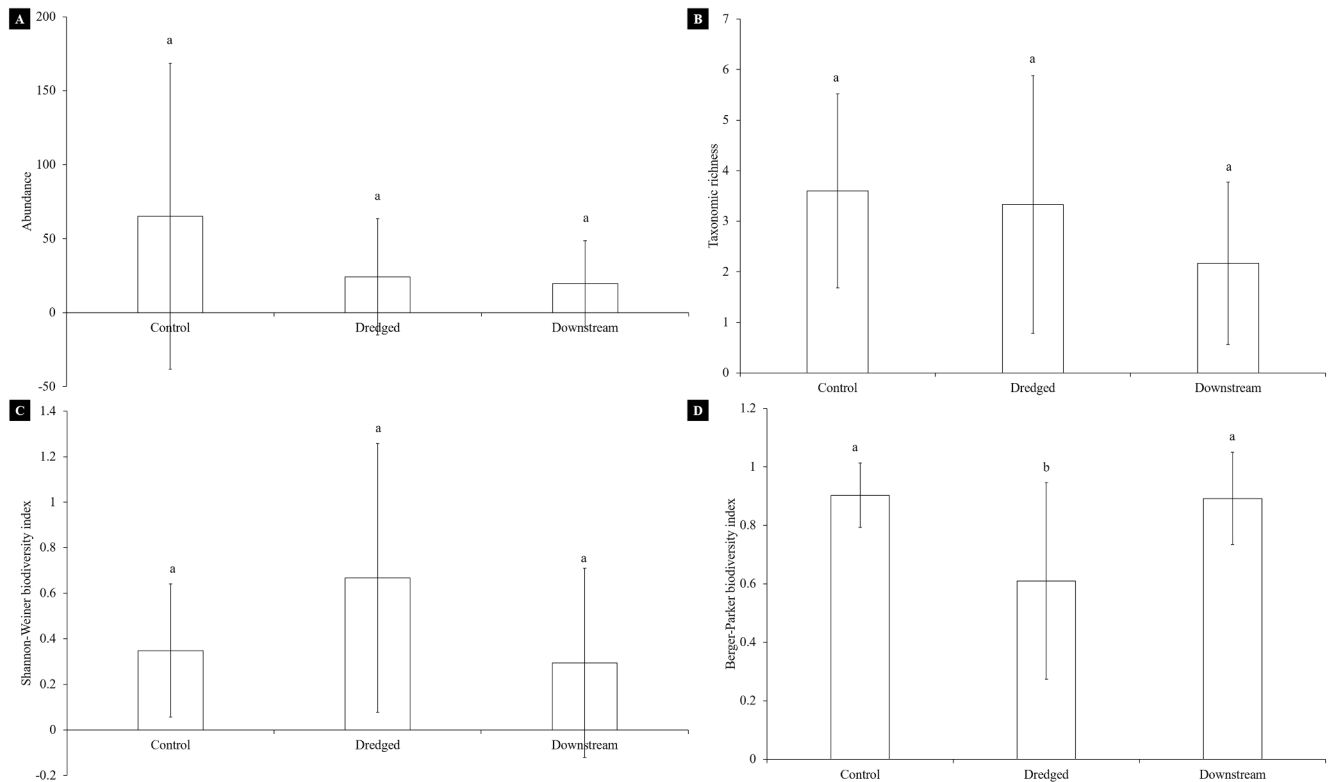 A
200
150
100
50
0
-50
Abundance
a
a
a
Control
Dredged
Downstream
B
7
6
5
4
3
2
1
0
Taxonomic richness
a
a
a
Control
Dredged
Downstream
C
1.4
1.2
1
0.8
0.6
0.4
0.2
0
-0.2
Shannon-Weiner biodiversity index
a
a
a
Control
Dredged
Downstream
D
1.2
1
0.8
0.6
0.4
0.2
0
Berger-Parker biodiversity index
a
b
a
Control
Dredged
Downstream